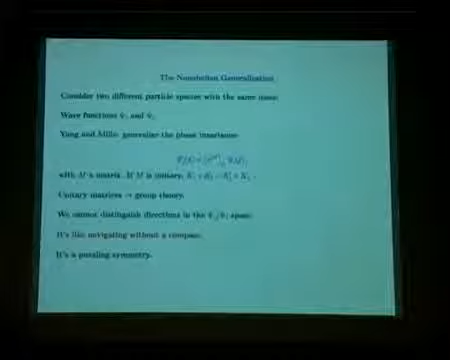 The Nonabelian Generalization
Consider two different particle species with the same mass.
Wave functions and
Yang and Mills: generalize the phase invariance
with M a matrix. If M is unitary,
Unitary matrices → group theory.
We cannot distinguish directions in the space.
It's like navigating without a compass.
It's a puzzling symmetry.